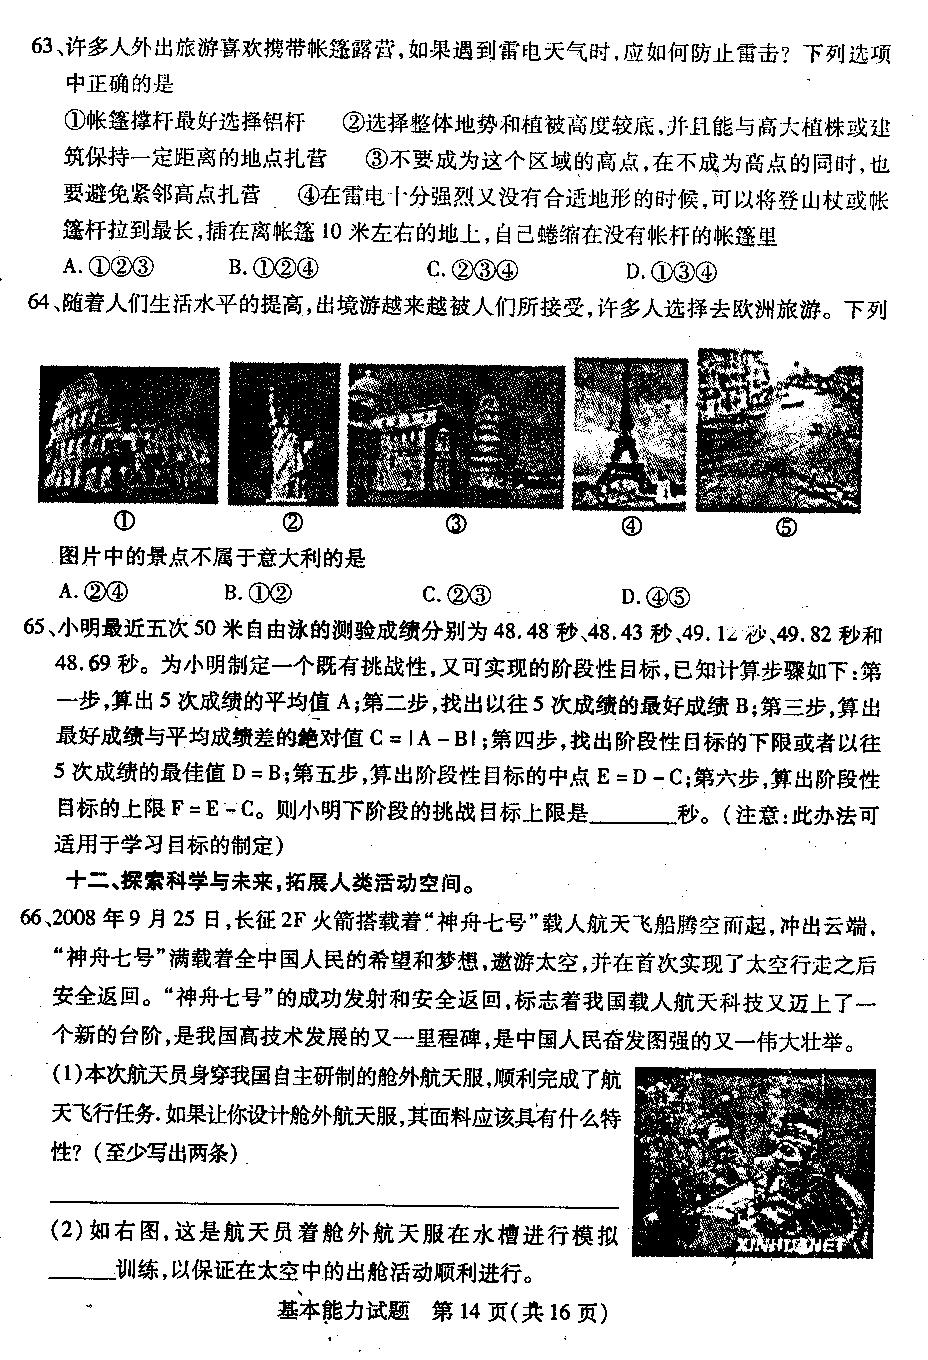 63、许多人外出旅游喜欢携带帐篷露营,如果遇到雷电天气时,应如何防止雷击？下列选项
中正确的是
①帐篷撑杆最好选择铝杆 ②选择整体地势和植被高度较底,并且能与高大植株或建
筑保持一定距离的地点扎营 ③不要成为这个区域的高点,在不成为高点的同时,也
要避免紧邻高点扎营 ④在雷电十分强烈又没有合适地形的时候,可以将登山杖或帐
篷杆拉到最长,插在离帐篷10米左右的地上,自己蜷缩在没有帐杆的帐篷里
A.①②③ B.①②④ C.②③④ D.①③④
64、随着人们生活水平的提高,出境游越来越被人们所接受,许多人选择去欧洲旅游。下列
① ② ③ ④ ⑤
图片中的景点不属于意大利的是
A.②④ B.①② C.②③ D.④⑤
65、小明最近五次50米自由泳的测验成绩分别为48.48秒、48.43秒、49.12秒、49.82秒和
48.69秒。为小明制定一个既有挑战性,又可实现的阶段性目标,已知计算步骤如下:第
一步,算出5次成绩的平均值A;第二步,找出以往5次成绩的最好成绩B;第三步,算出
最好成绩与平均成绩差的绝对值C=|A-B|;第四步,找出阶段性目标的下限或者以往
5次成绩的最佳值D=B;第五步,算出阶段性目标的中点E=D-C;第六步,算出阶段性
目标的上限F=E-C。则小明下阶段的挑战目标上限是________秒。(注意:此办法可
适用于学习目标的制定)
十二、探索科学与未来,拓展人类活动空间。
66、2008年9月25日,长征2F火箭搭载着“神舟七号”载人航天飞船腾空而起,冲出云端,
“神舟七号”满载着全中国人民的希望和梦想,遨游太空,并在首次实现了太空行走之后
安全返回。“神舟七号”的成功发射和安全返回,标志着我国载人航天科技又迈上了一
个新的台阶,是我国高技术发展的又一里程碑,是中国人民奋发图强的又一伟大壮举。
(1)本次航天员身穿我国自主研制的舱外航天服,顺利完成了航
天飞行任务.如果让你设计舱外航天服,其面料应该具有什么特
性？(至少写出两条)
(2)如右图,这是航天员着舱外航天服在水槽进行模拟
______训练,以保证在太空中的出舱活动顺利进行。
XINHUANET
基本能力试题 第14页(共16页)